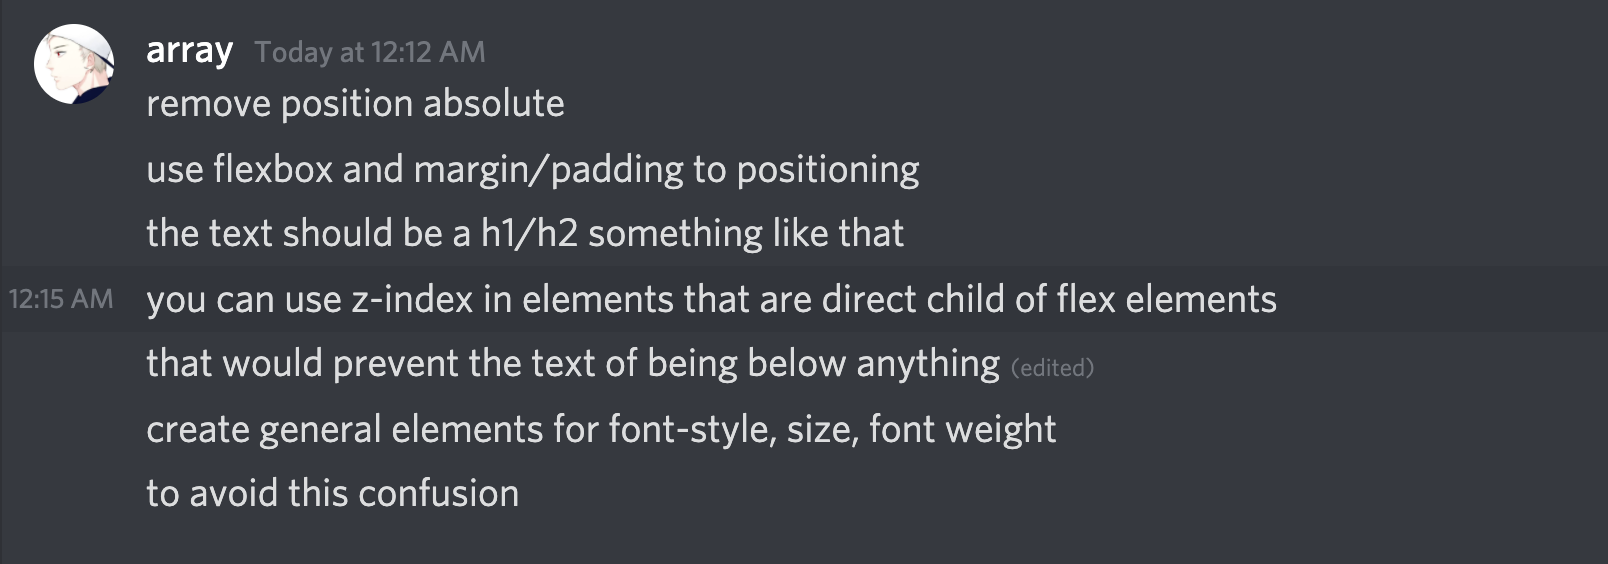 array Today at 12:12 AM
remove position absolute
use flexbox and margin/padding to positioning
the text should be a h1/h2 something like that
12:15 AM you can use z-index in elements that are direct child of flex elements
that would prevent the text of being below anything (edited)
create general elements for font-style, size, font weight
to avoid this confusion